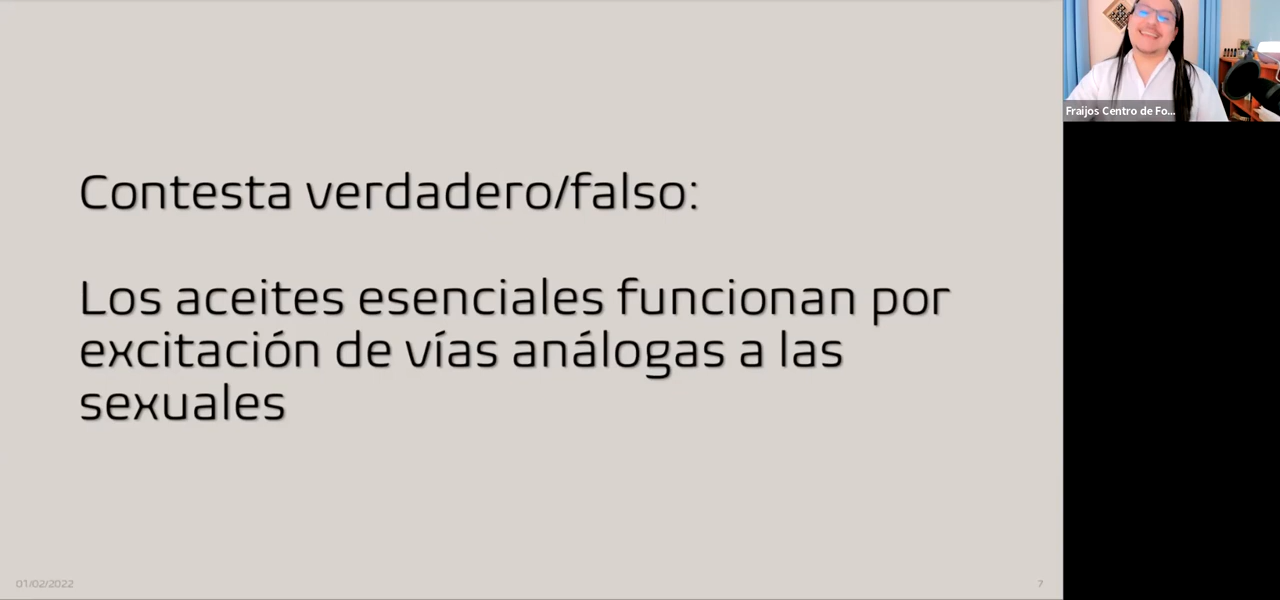 Contesta verdadero/falso:
Los aceites esenciales funcionan por
excitación de vías análogas a las
sexuales
Fraijos Centro de Fo...
01/02/2022
7